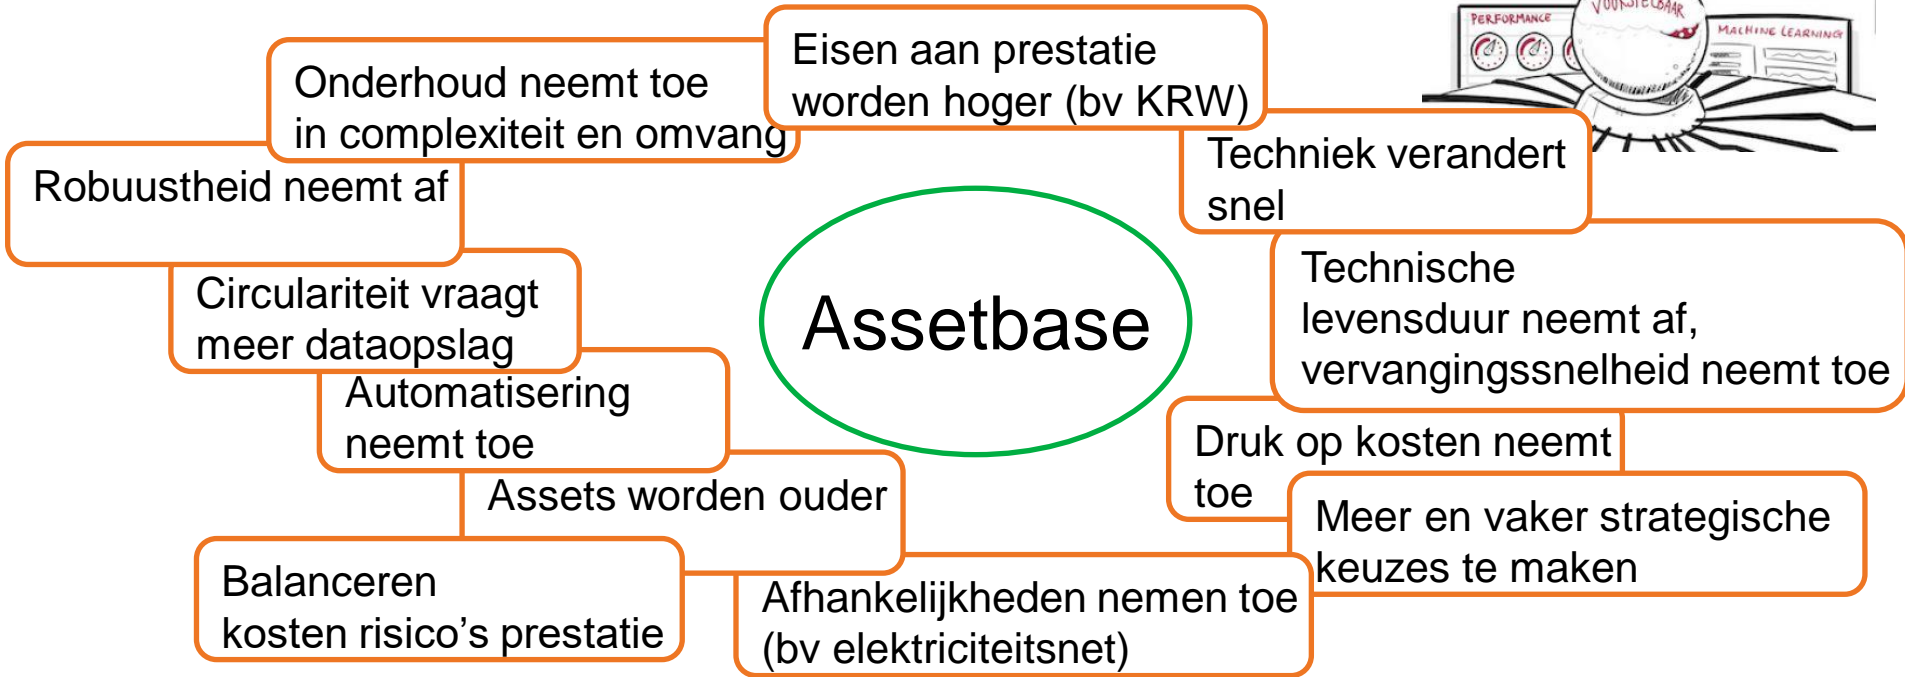 VOORSTELBAAR
PERFORMANCE
MACHINE LEARNING
Eisen aan prestatie
worden hoger (bv KRW)
Onderhoud neemt toe
in complexiteit en omvang
Techniek verandert
snel
Robuustheid neemt af
Technische
levensduur neemt af,
vervangingssnelheid neemt toe
Circulariteit vraagt
meer dataopslag
Assetbase
Automatisering
neemt toe
Druk op kosten neemt
toe
Assets worden ouder
Meer en vaker strategische
keuzes te maken
Balanceren
kosten risico's prestatie
Afhankelijkheden nemen toe
(bv elektriciteitsnet)